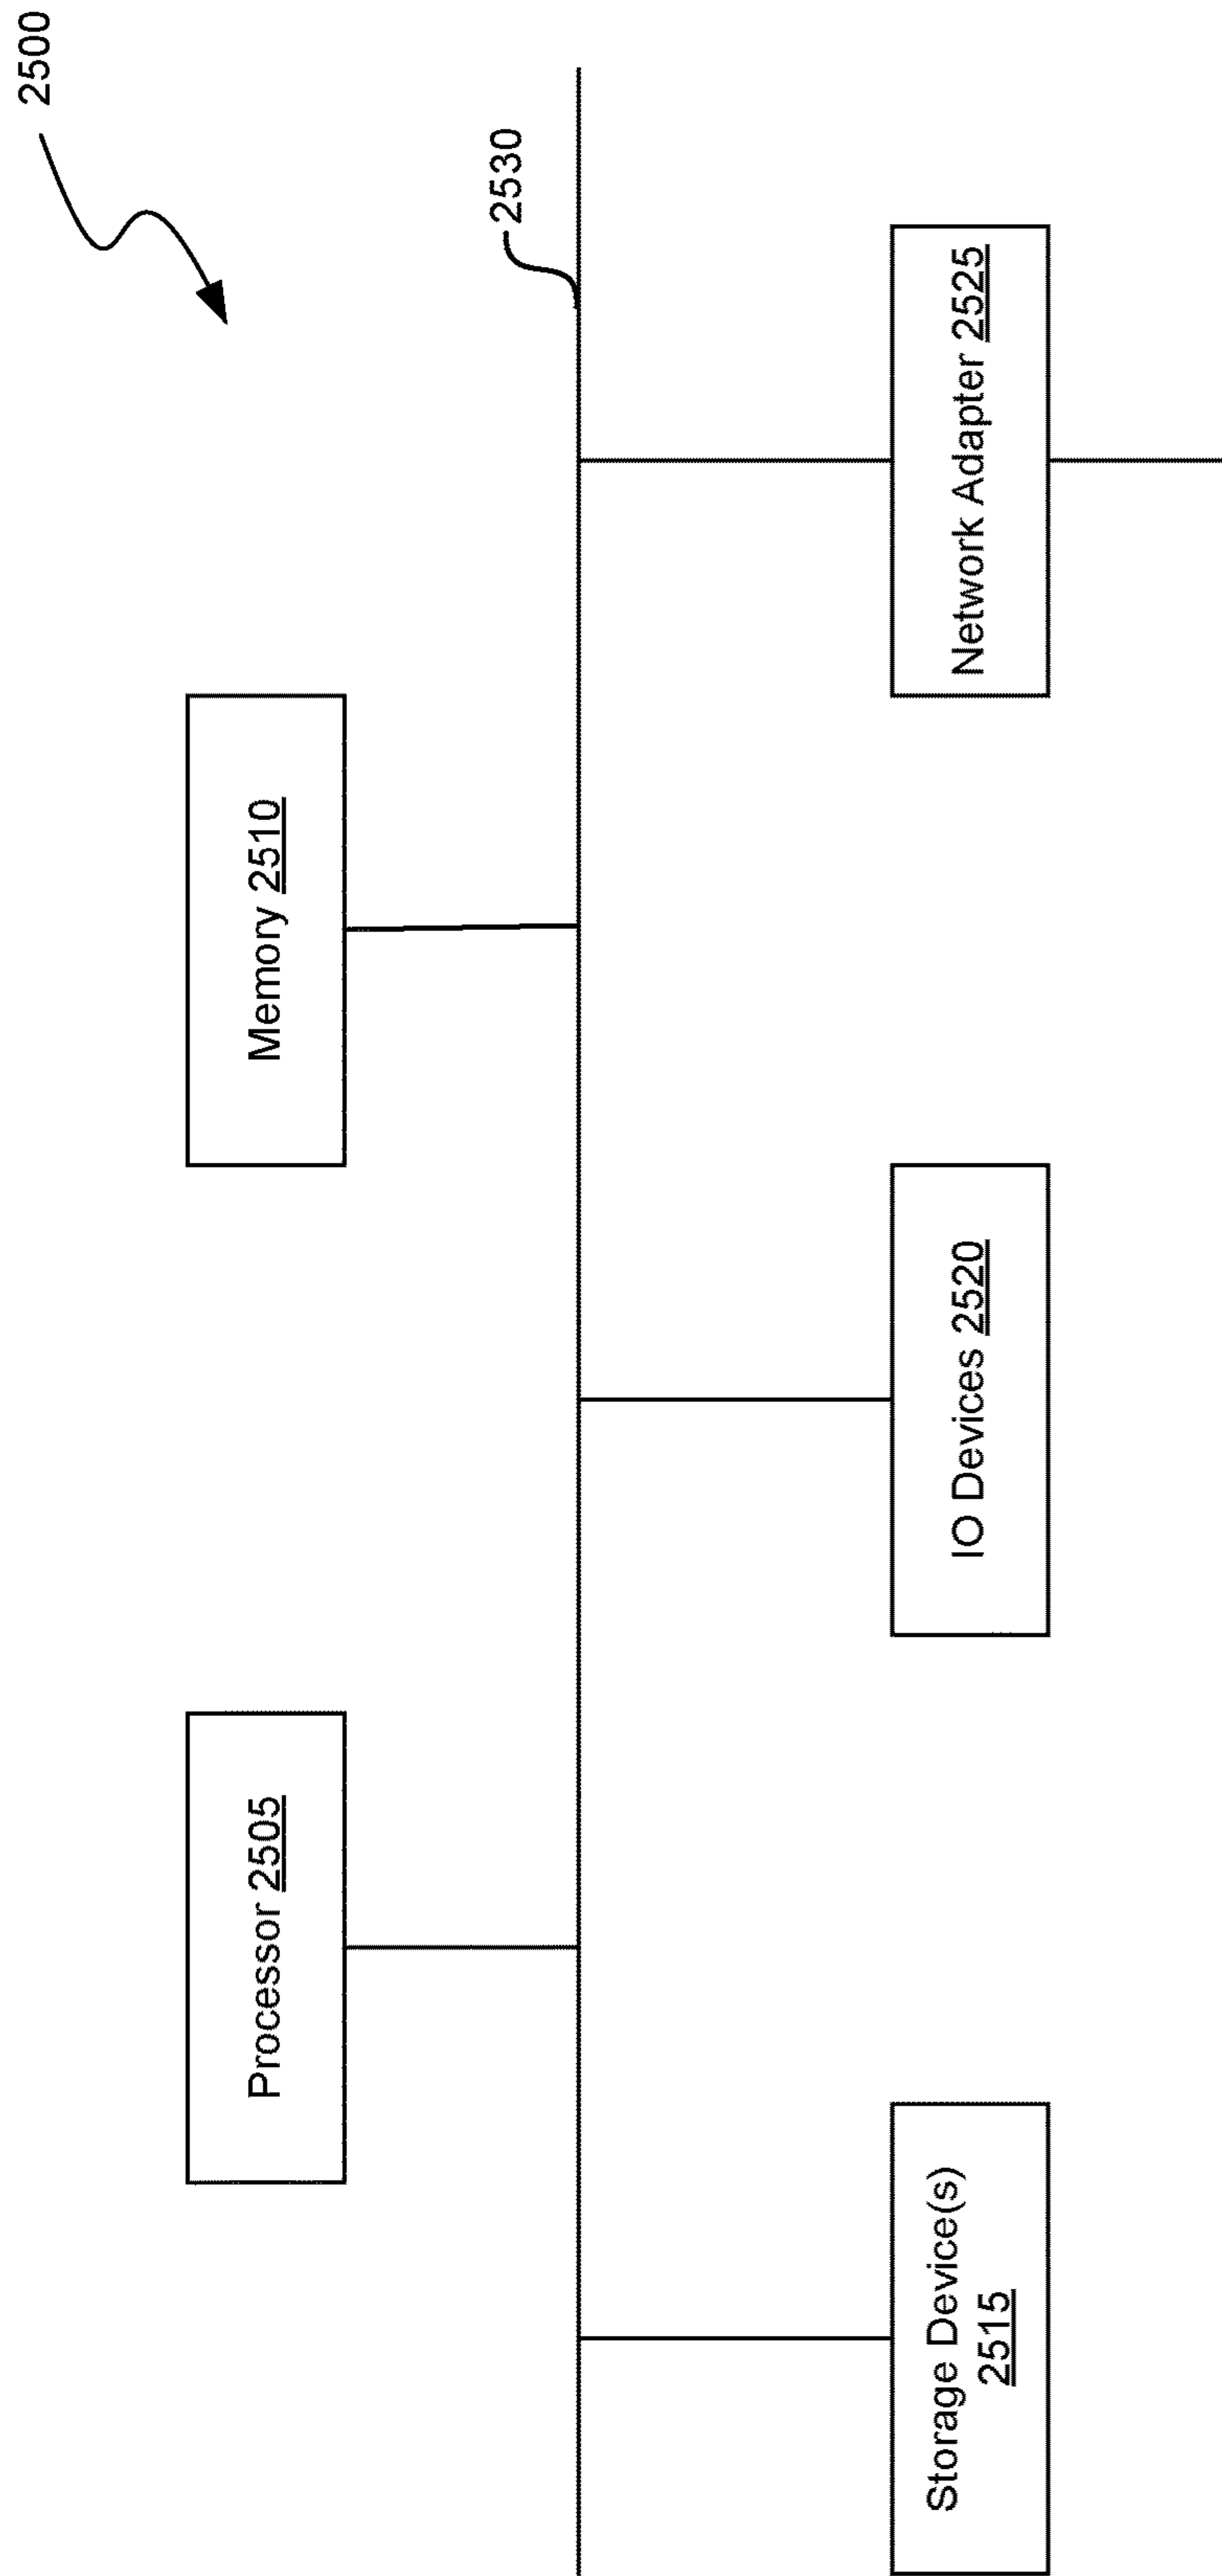 2500
Processor 2505
Memory 2510
2530
Storage Device(s)
2515
IO Devices 2520
Network Adapter 2525